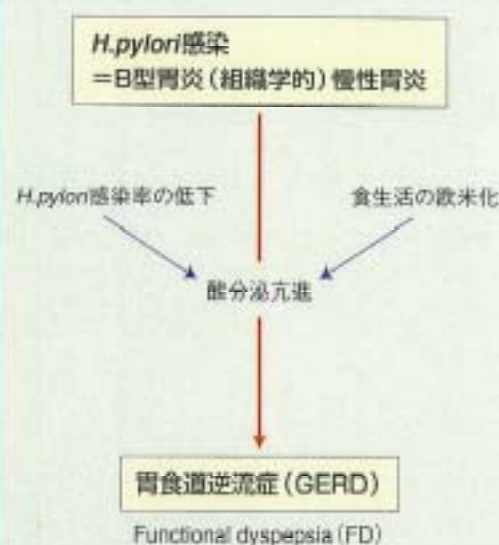 H.pylori感染
=B型胃炎(組織学的)慢性胃炎
H.pylori感染率の低下
食生活の欧米化
酸分泌亢進
胃食道逆流症(GERD)
Functional dyspepsia(FD)